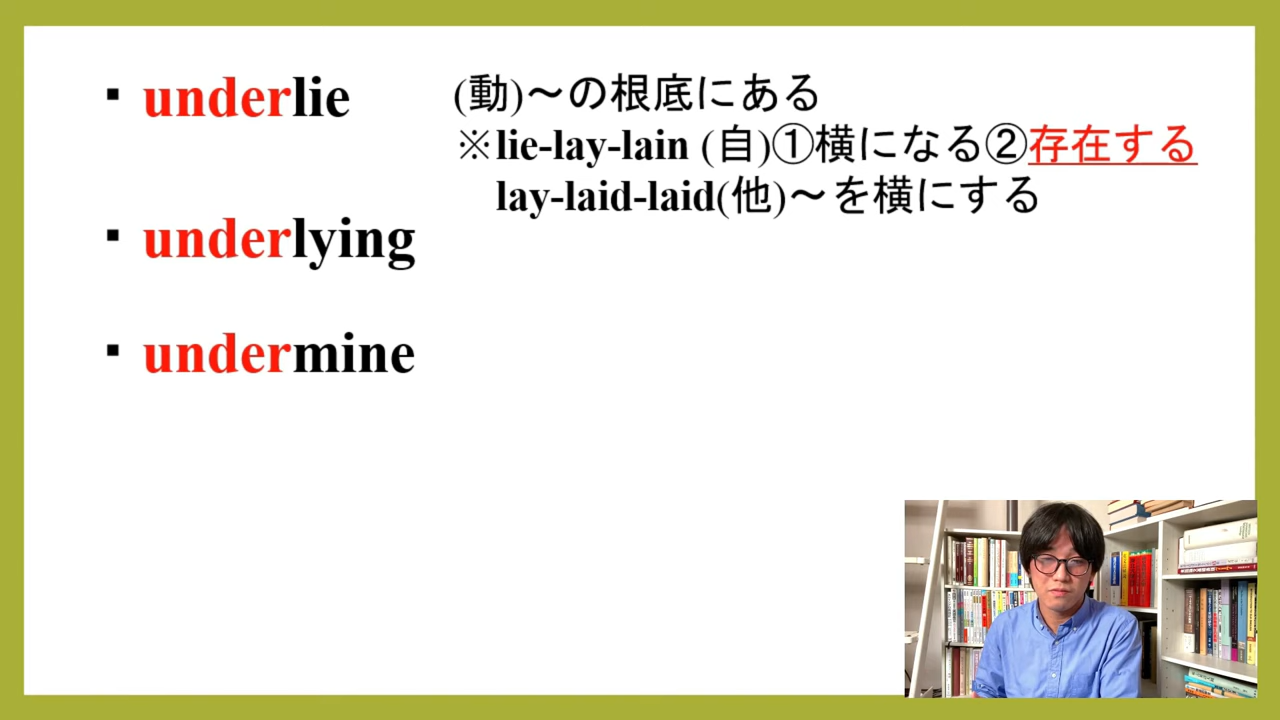 ▪ underlie (動)～の根底にある
※lie-lay-lain (自)①横になる②存在する
lay-laid-laid(他)～を横にする
▪ underlying
▪ undermine